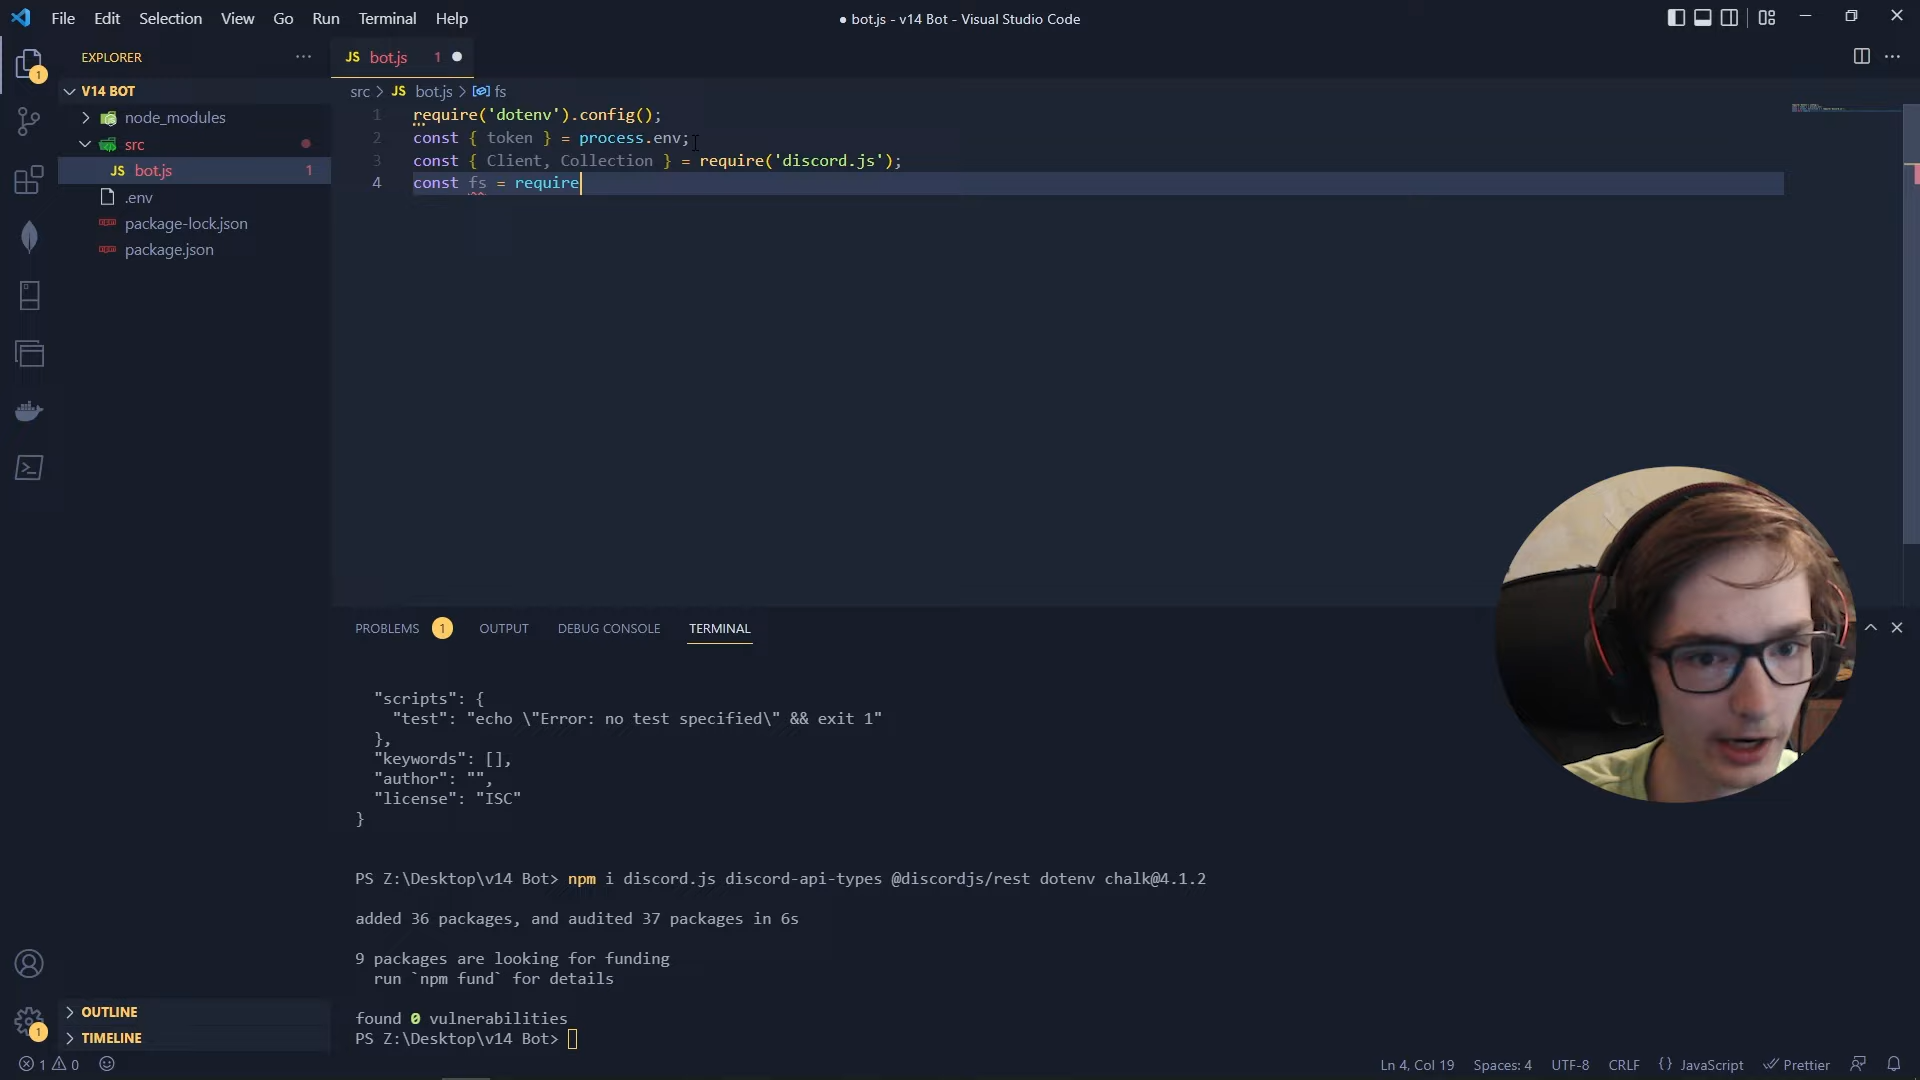 File Edit Selection View Go Run Terminal Help
● bot.js - v14 Bot - Visual Studio Code
EXPLORER
JS bot.js 1
V14 BOT
src > JS bot.js > fs
node_modules
src
JS bot.js 1
.env
package-lock.json
package.json
1 require('dotenv').config();
2 const { token } = process.env;
3 const { Client, Collection } = require('discord.js');
4 const fs = require
1
PROBLEMS 1 OUTPUT DEBUG CONSOLE TERMINAL
"scripts": {
"test": "echo \"Error: no test specified\" && exit 1"
},
"keywords": [],
"author": "",
"license": "ISC"
}
PS Z:\Desktop\v14 Bot> npm i discord.js discord-api-types @discordjs/rest dotenv chalk@4.1.2
added 36 packages, and audited 37 packages in 6s
9 packages are looking for funding
run `npm fund` for details
found 0 vulnerabilities
PS Z:\Desktop\v14 Bot>
1
OUTLINE
TIMELINE
1 0
Ln 4, Col 19 Spaces: 4 UTF-8 CRLF {} JavaScript Prettier